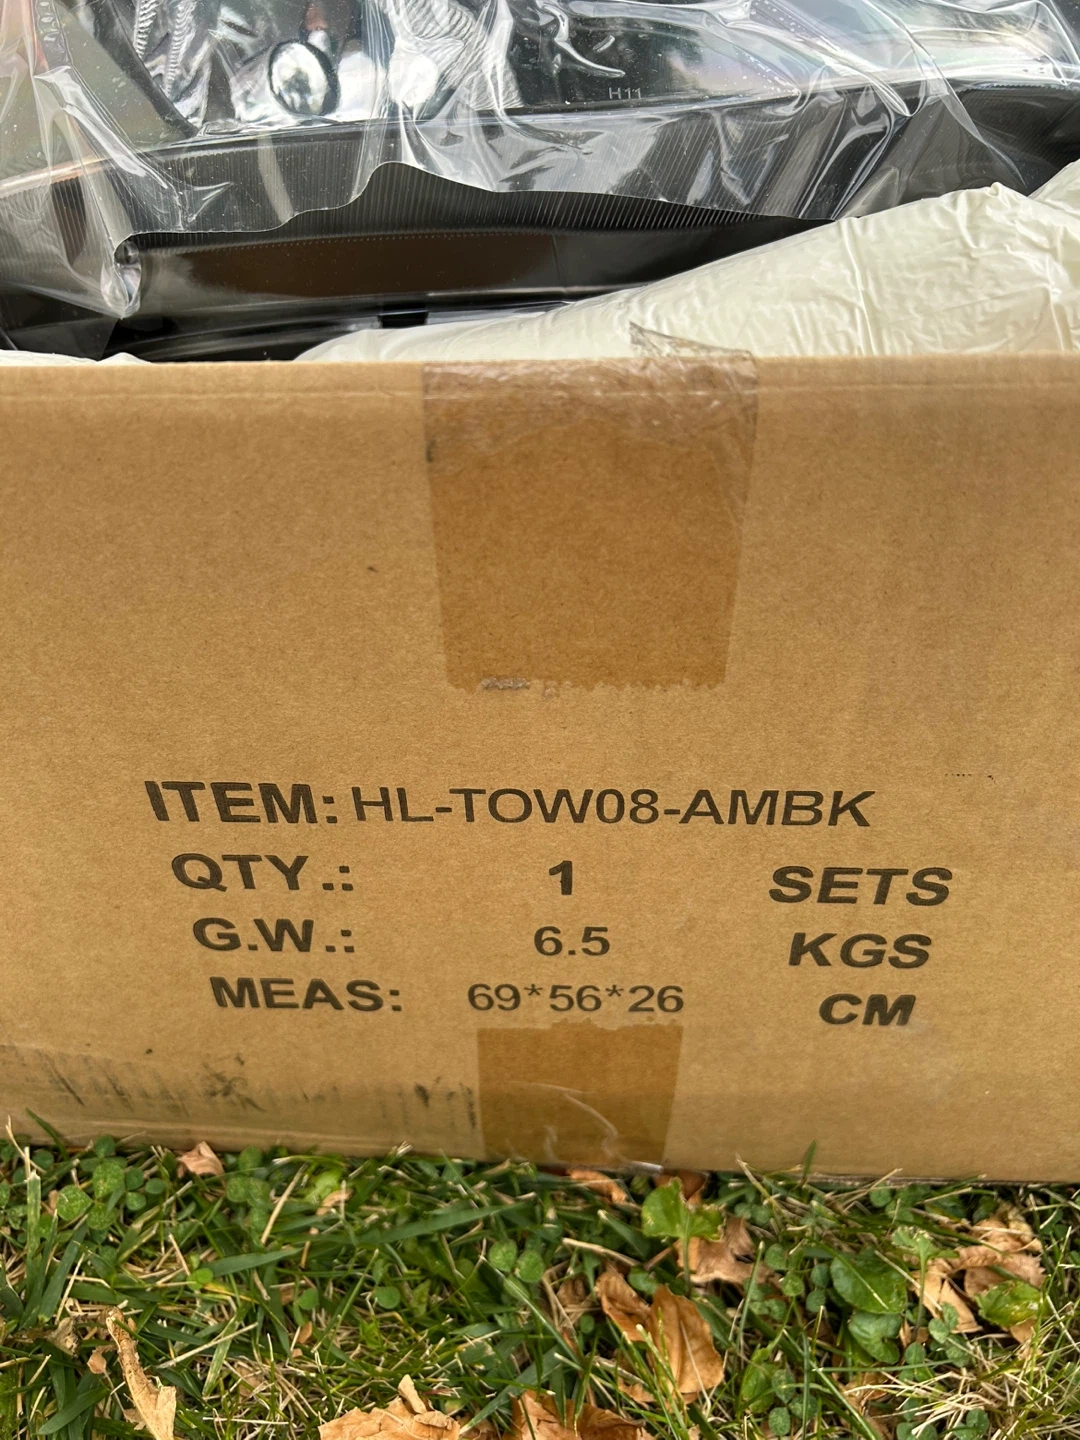 H11
ITEM: HL-TOW08-AMBK
QTY.: 1 SETS
G.W.: 6.5 KGS
MEAS: 69*56*26 CM